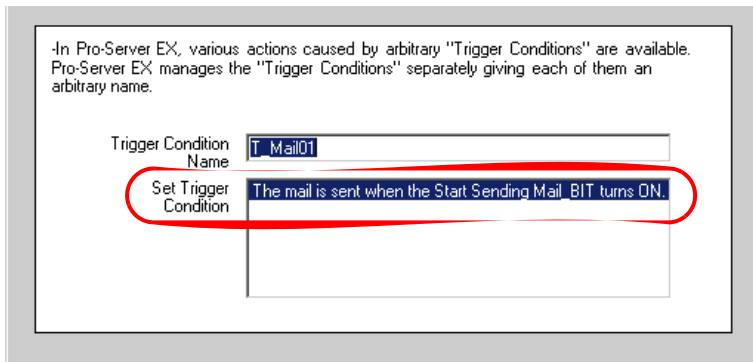 -In Pro-Server EX, various actions caused by arbitrary "Trigger Conditions" are available.
Pro-Server EX manages the "Trigger Conditions" separately giving each of them an
arbitrary name.
Trigger Condition Name
T_Mail01
Set Trigger Condition
The mail is sent when the Start Sending Mail_BIT turns ON.